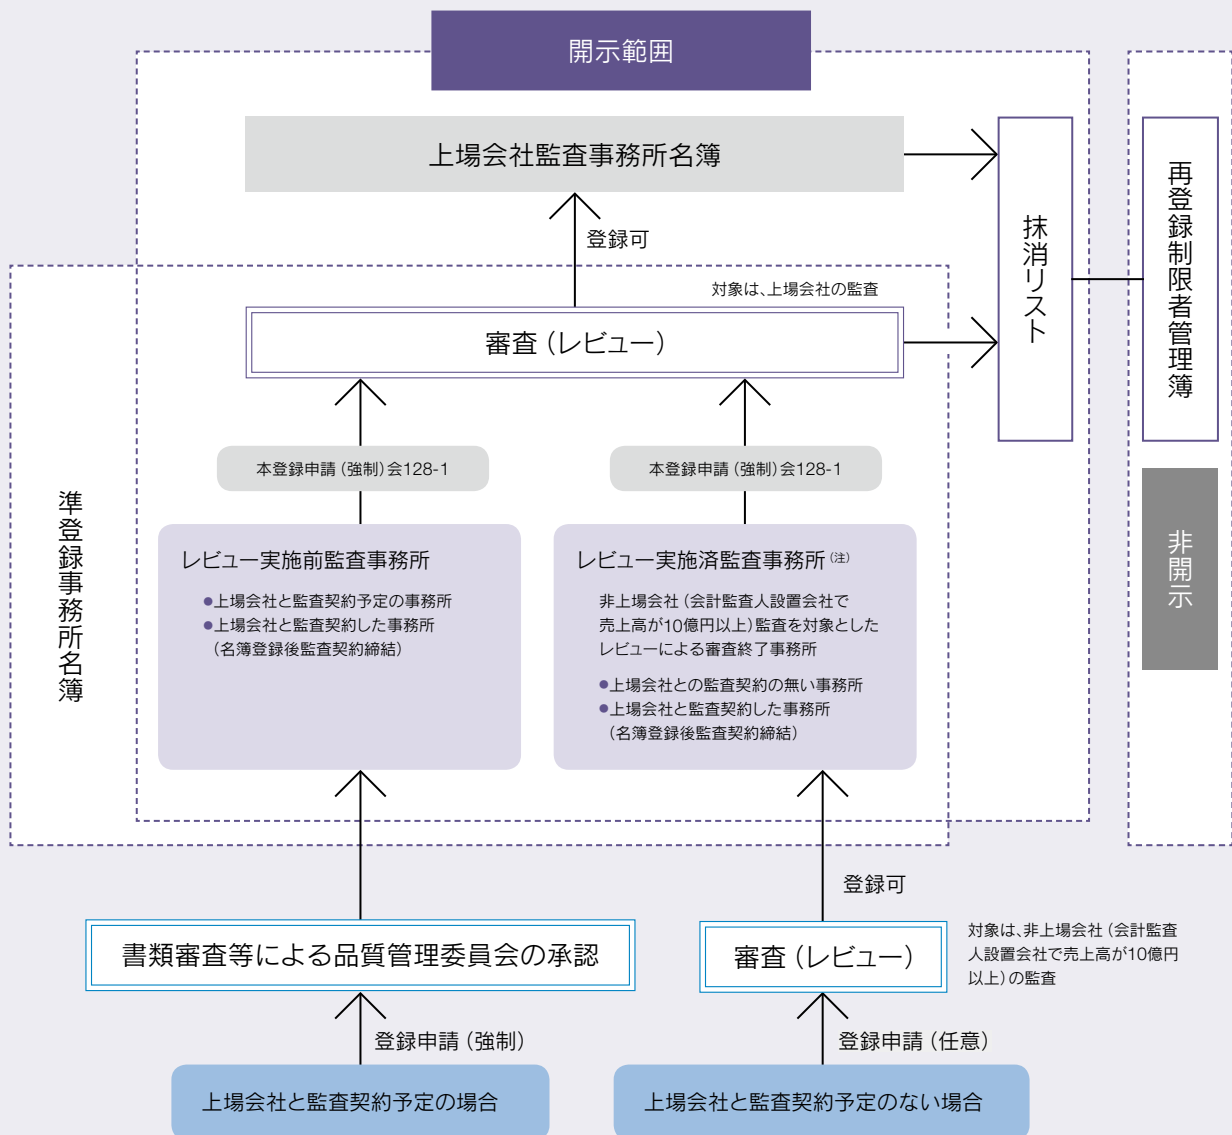 開示範囲
上場会社監査事務所名簿
登録可
対象は、上場会社の監査
審査（レビュー）
抹消リスト
再登録制限者管理簿
非開示
準登録事務所名簿
本登録申請（強制）会128-1
本登録申請（強制）会128-1
レビュー実施前監査事務所
●上場会社と監査契約予定の事務所
●上場会社と監査契約した事務所
（名簿登録後監査契約締結）
レビュー実施済監査事務所（注）
非上場会社（会計監査人設置会社で
売上高が10億円以上）監査を対象とした
レビューによる審査終了事務所
●上場会社との監査契約の無い事務所
●上場会社と監査契約した事務所
（名簿登録後監査契約締結）
登録可
書類審査等による品質管理委員会の承認
審査（レビュー）
対象は、非上場会社（会計監査
人設置会社で売上高が10億円
以上）の監査
登録申請（強制）
登録申請（任意）
上場会社と監査契約予定の場合
上場会社と監査契約予定のない場合